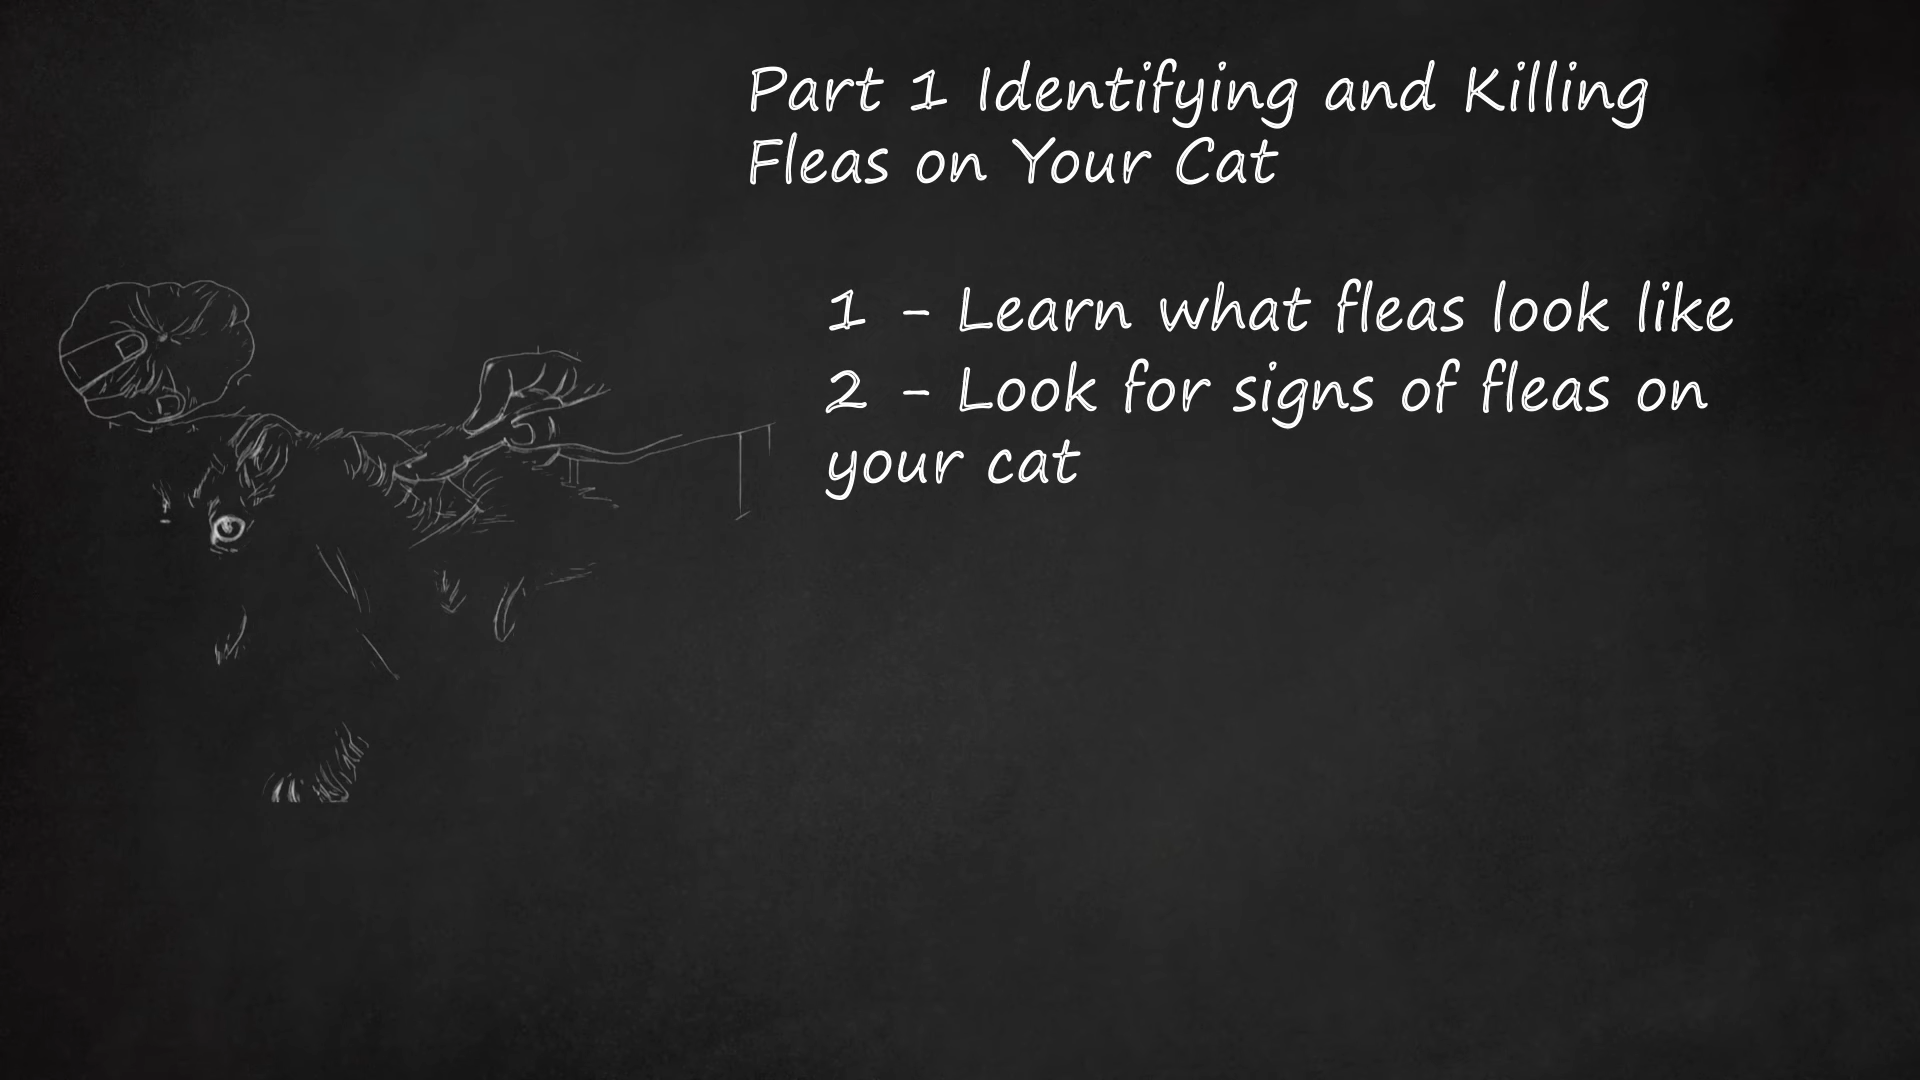 Part 1 Identifying and Killing
Fleas on Your Cat
1 - Learn what fleas look like
2 - Look for signs of fleas on
your cat